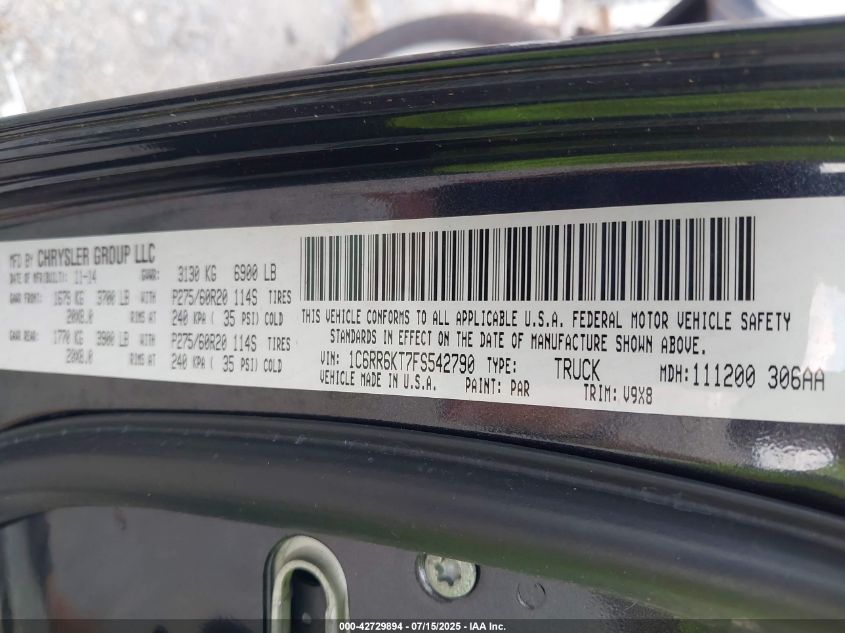 MFD BY CHRYSLER GROUP LLC
DATE OF MFR(BUILT): 11-14 GVWR: 3130 KG 6900 LB
GAWR FRONT: 1679 KG 3700 LB WITH P275/60R20 114S TIRES
20X8.0 RIMS AT 240 KPA ( 35 PSI) COLD
GAWR REAR: 1770 KG 3900 LB WITH P275/60R20 114S TIRES
20X8.0 RIMS AT 240 KPA ( 35 PSI) COLD
THIS VEHICLE CONFORMS TO ALL APPLICABLE U.S.A. FEDERAL MOTOR VEHICLE SAFETY
STANDARDS IN EFFECT ON THE DATE OF MANUFACTURE SHOWN ABOVE.
VIN: 1C6RR6KT7FS542790 TYPE: TRUCK MDH:111200 306AA
VEHICLE MADE IN U.S.A. PAINT: PAR TRIM: V9X8
000-42729894 07/15/2025 IAA Inc.